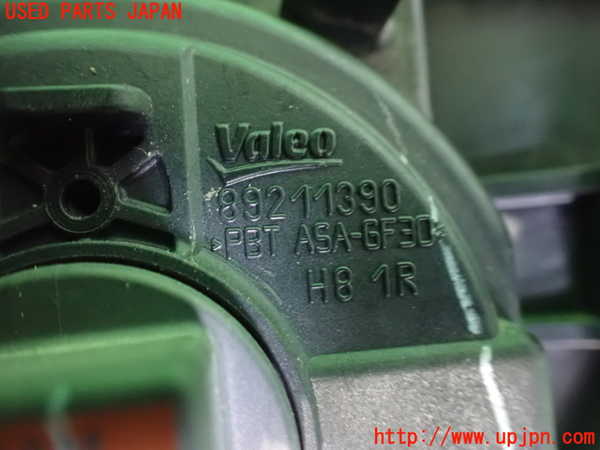 USED PARTS JAPAN
Valeo
89211390
>PBT ASA-GF30<
H8 1R
http://www.upjpn.com/